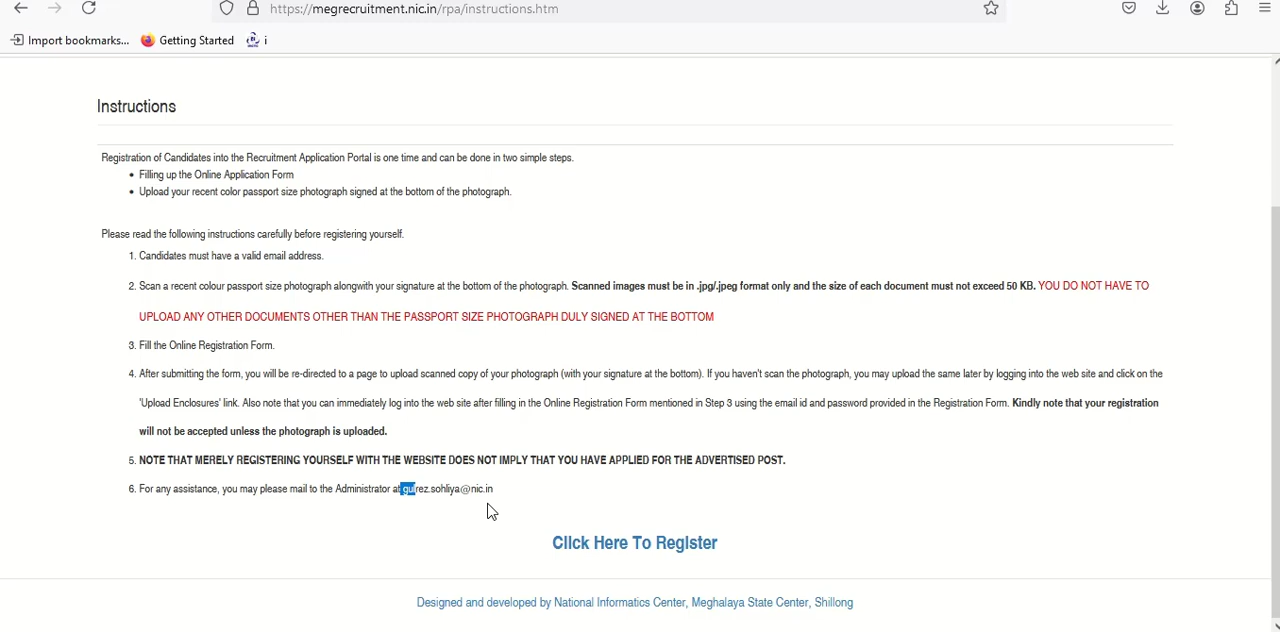 https://megrecruitment.nic.in/rpa/instructions.htm
Import bookmarks... Getting Started i
Instructions
Registration of Candidates into the Recruitment Application Portal is one time and can be done in two simple steps.
Filling up the Online Application Form
Upload your recent color passport size photograph signed at the bottom of the photograph.
Please read the following instructions carefully before registering yourself.
1. Candidates must have a valid email address.
2. Scan a recent colour passport size photograph alongwith your signature at the bottom of the photograph. Scanned images must be in .jpg/.jpeg format only and the size of each document must not exceed 50 KB. YOU DO NOT HAVE TO
UPLOAD ANY OTHER DOCUMENTS OTHER THAN THE PASSPORT SIZE PHOTOGRAPH DULY SIGNED AT THE BOTTOM
3. Fill the Online Registration Form.
4. After submitting the form, you will be re-directed to a page to upload scanned copy of your photograph (with your signature at the bottom). If you haven't scan the photograph, you may upload the same later by logging into the web site and click on the
'Upload Enclosures' link. Also note that you can immediately log into the web site after filling in the Online Registration Form mentioned in Step 3 using the email id and password provided in the Registration Form. Kindly note that your registration
will not be accepted unless the photograph is uploaded.
5. NOTE THAT MERELY REGISTERING YOURSELF WITH THE WEBSITE DOES NOT IMPLY THAT YOU HAVE APPLIED FOR THE ADVERTISED POST.
6. For any assistance, you may please mail to the Administrator at gulrez.sohliya@nic.in
Click Here To Register
Designed and developed by National Informatics Center, Meghalaya State Center, Shillong